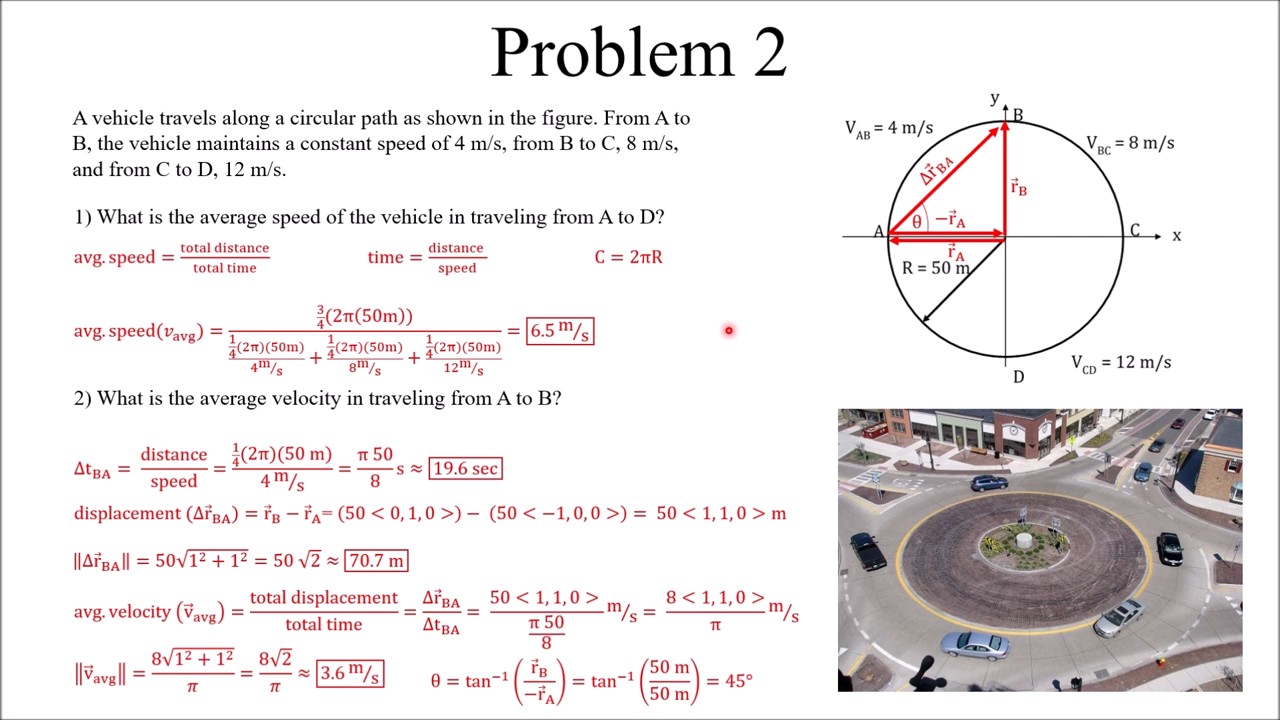 Problem 2
A vehicle travels along a circular path as shown in the figure. From A to
B, the vehicle maintains a constant speed of 4 m/s, from B to C, 8 m/s,
and from C to D, 12 m/s.
1) What is the average speed of the vehicle in traveling from A to D?
avg. speed = total distance / total time    time = distance / speed    C = 2πR
avg. speed(v_avg) = (3/4 (2π(50m))) / ((1/4 (2π)(50m))/(4 m/s) + (1/4 (2π)(50m))/(8 m/s) + (1/4 (2π)(50m))/(12 m/s)) = 6.5 m/s
2) What is the average velocity in traveling from A to B?
Δt_BA = distance / speed = (1/4 (2π)(50 m))/(4 m/s) = (π 50)/8 s ≈ 19.6 sec
displacement (Δr⃗_BA) = r⃗_B − r⃗_A= (50 < 0, 1, 0 >) − (50 < −1, 0, 0 >) = 50 < 1, 1, 0 > m
‖Δr⃗_BA‖ = 50√(1² + 1²) = 50 √2 ≈ 70.7 m
avg. velocity (v⃗_avg) = total displacement / total time = Δr⃗_BA / Δt_BA = (50 < 1, 1, 0 >)/((π 50)/8) m/s = (8 < 1, 1, 0 >)/π m/s
‖v⃗_avg‖ = (8√(1² + 1²))/π = (8√2)/π ≈ 3.6 m/s
θ = tan⁻¹ (r⃗_B / −r⃗_A) = tan⁻¹ (50 m / 50 m) = 45°
y
B
V_AB = 4 m/s
V_BC = 8 m/s
Δr⃗_BA
r⃗_B
θ
−r⃗_A
A
C
x
r⃗_A
R = 50 m
V_CD = 12 m/s
D